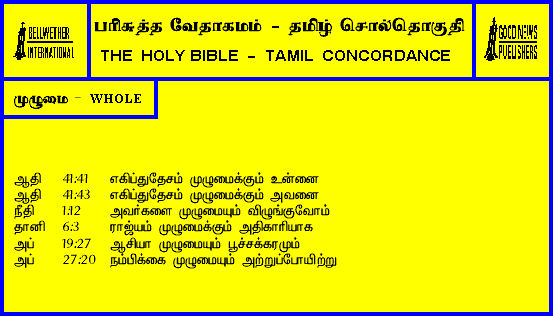 BELLWETHER
INTERNATIONAL
பரிசுத்த வேதாகமம் - தமிழ் சொல்தொகுதி
THE HOLY BIBLE - TAMIL CONCORDANCE
GOOD NEWS
PUBLISHERS
முழுமை - WHOLE
ஆதி 41:41 எகிப்துதேசம் முழுமைக்கும் உன்னை
ஆதி 41:43 எகிப்துதேசம் முழுமைக்கும் அவனை
நீதி 1:12 அவர்களை முழுமையும் விழுங்குவோம்
தானி 6:3 ராஜ்யம் முழுமைக்கும் அதிகாரியாக
அப் 19:27 ஆசியா முழுமையும் பூச்சக்கரமும்
அப் 27:20 நம்பிக்கை முழுமையும் அற்றுப்போயிற்று